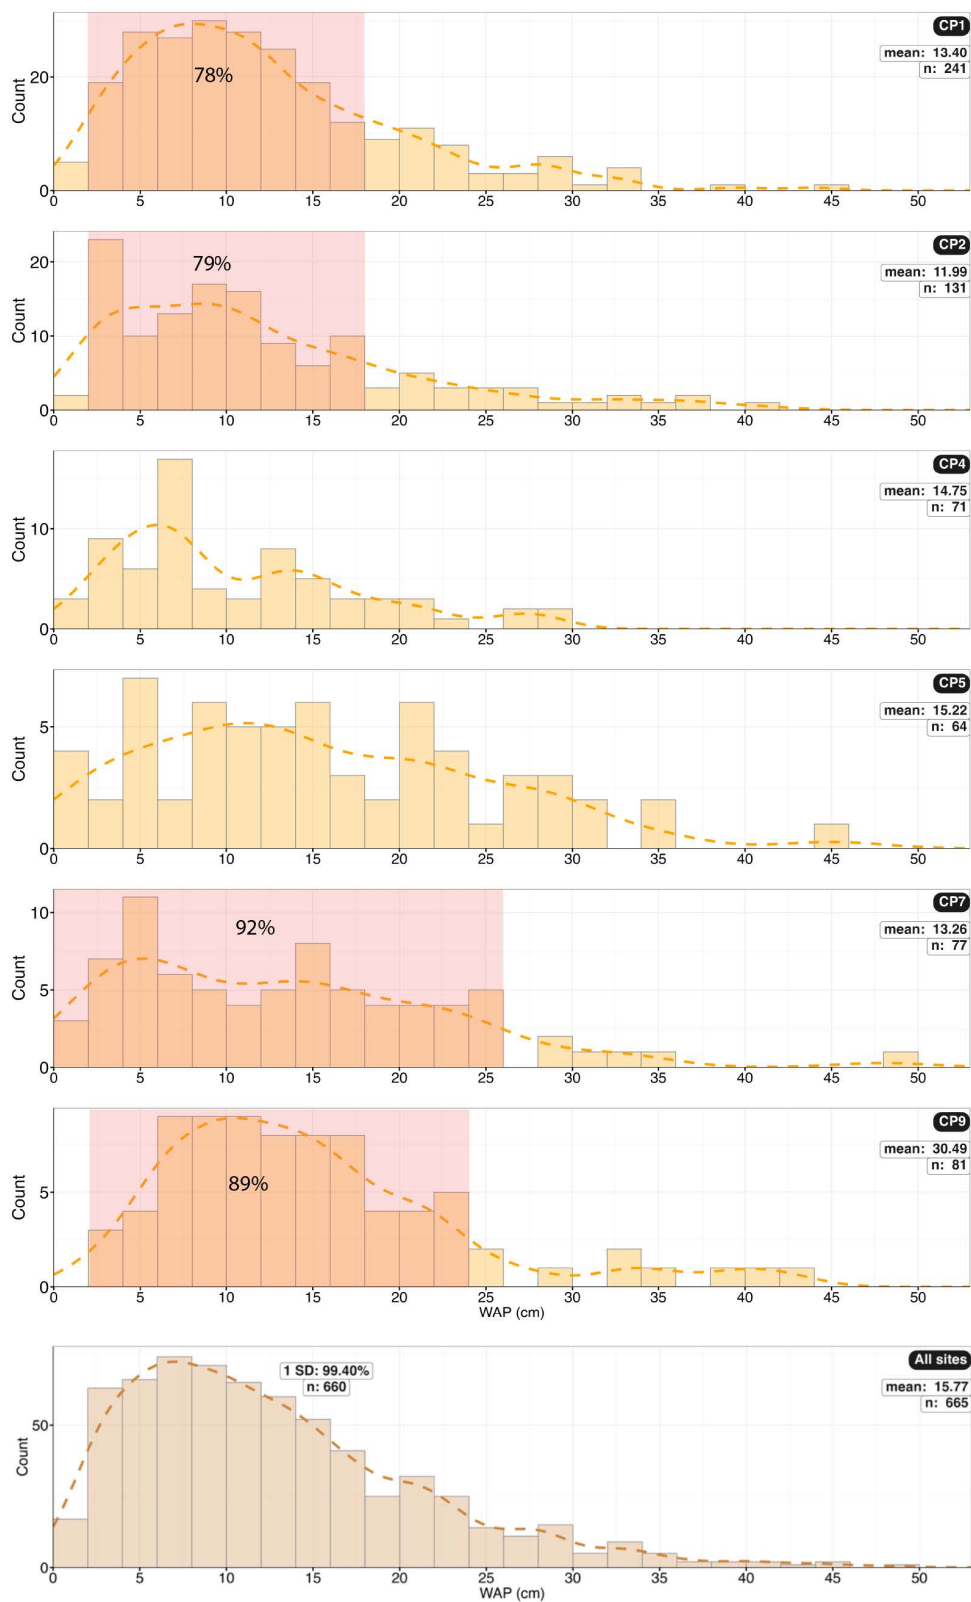 CP1
mean: 13.40
n: 241
78%
Count
20
0
0 5 10 15 20 25 30 35 40 45 50
CP2
mean: 11.99
n: 131
79%
Count
20
10
0
0 5 10 15 20 25 30 35 40 45 50
CP4
mean: 14.75
n: 71
Count
10
0
0 5 10 15 20 25 30 35 40 45 50
CP5
mean: 15.22
n: 64
Count
5
0
0 5 10 15 20 25 30 35 40 45 50
CP7
mean: 13.26
n: 77
92%
Count
10
5
0
0 5 10 15 20 25 30 35 40 45 50
CP9
mean: 30.49
n: 81
89%
Count
5
0
0 5 10 15 20 25 30 35 40 45 50
WAP (cm)
All sites
mean: 15.77
n: 665
1 SD: 99.40%
n: 660
Count
50
0
0 5 10 15 20 25 30 35 40 45 50
WAP (cm)